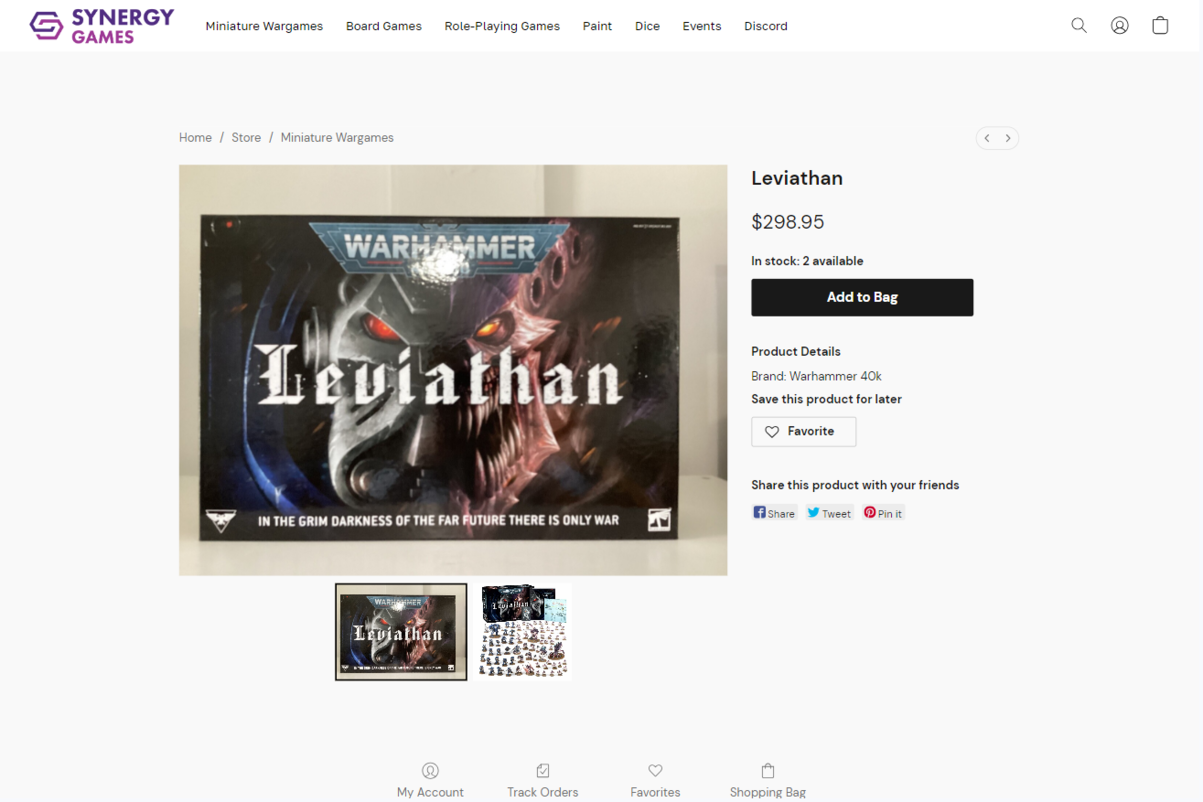 SYNERGY
GAMES
Miniature Wargames
Board Games
Role-Playing Games
Paint
Dice
Events
Discord
Home / Store / Miniature Wargames
WARHAMMER
Leviathan
IN THE GRIM DARKNESS OF THE FAR FUTURE THERE IS ONLY WAR
Leviathan
$298.95
In stock: 2 available
Add to Bag
Product Details
Brand: Warhammer 40k
Save this product for later
Favorite
Share this product with your friends
Share
Tweet
Pin it
WARHAMMER
Leviathan
Leviathan
My Account
Track Orders
Favorites
Shopping Bag